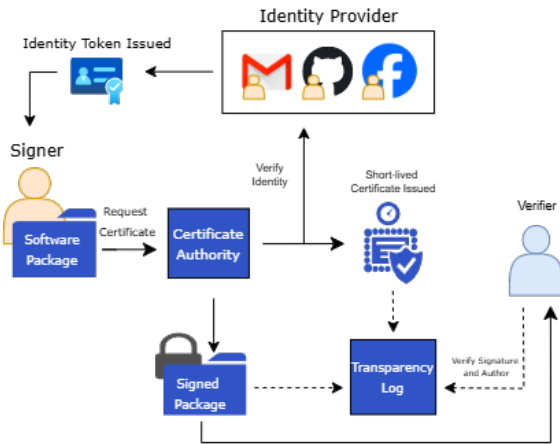 Identity Provider
Identity Token Issued
Signer
Verify
Identity
Short-lived
Certificate Issued
Verifier
Request
Certificate
Software
Package
Certificate
Authority
Transparency
Log
Verify Signature
and Author
Signed
Package